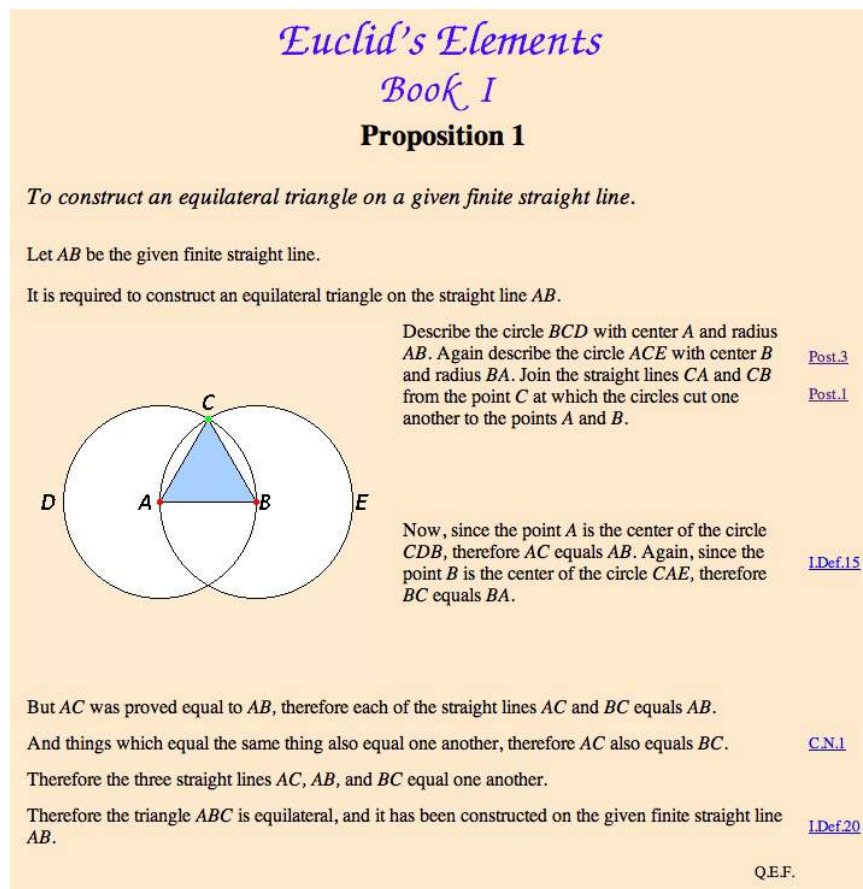 Euclid's Elements
Book I
Proposition 1
To construct an equilateral triangle on a given finite straight line.
Let AB be the given finite straight line.
It is required to construct an equilateral triangle on the straight line AB.
Describe the circle BCD with center A and radius
AB. Again describe the circle ACE with center B
and radius BA. Join the straight lines CA and CB
from the point C at which the circles cut one
another to the points A and B.
Post.3
Post.1
C
D
A
B
E
Now, since the point A is the center of the circle
CDB, therefore AC equals AB. Again, since the
point B is the center of the circle CAE, therefore
BC equals BA.
I.Def.15
But AC was proved equal to AB, therefore each of the straight lines AC and BC equals AB.
And things which equal the same thing also equal one another, therefore AC also equals BC.
C.N.1
Therefore the three straight lines AC, AB, and BC equal one another.
Therefore the triangle ABC is equilateral, and it has been constructed on the given finite straight line
AB.
I.Def.20
Q.E.F.